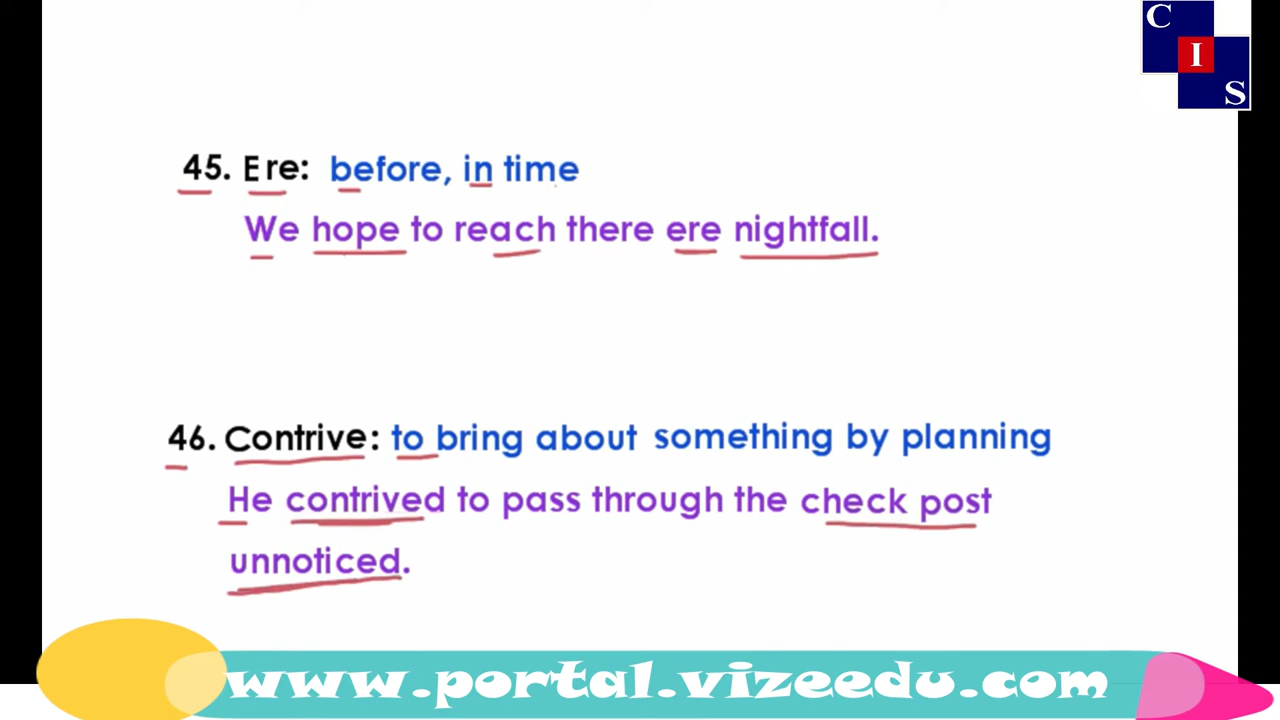 C
I
S
45. Ere: before, in time
We hope to reach there ere nightfall.
46. Contrive: to bring about something by planning
He contrived to pass through the check post
unnoticed.
www.portal.vizeedu.com